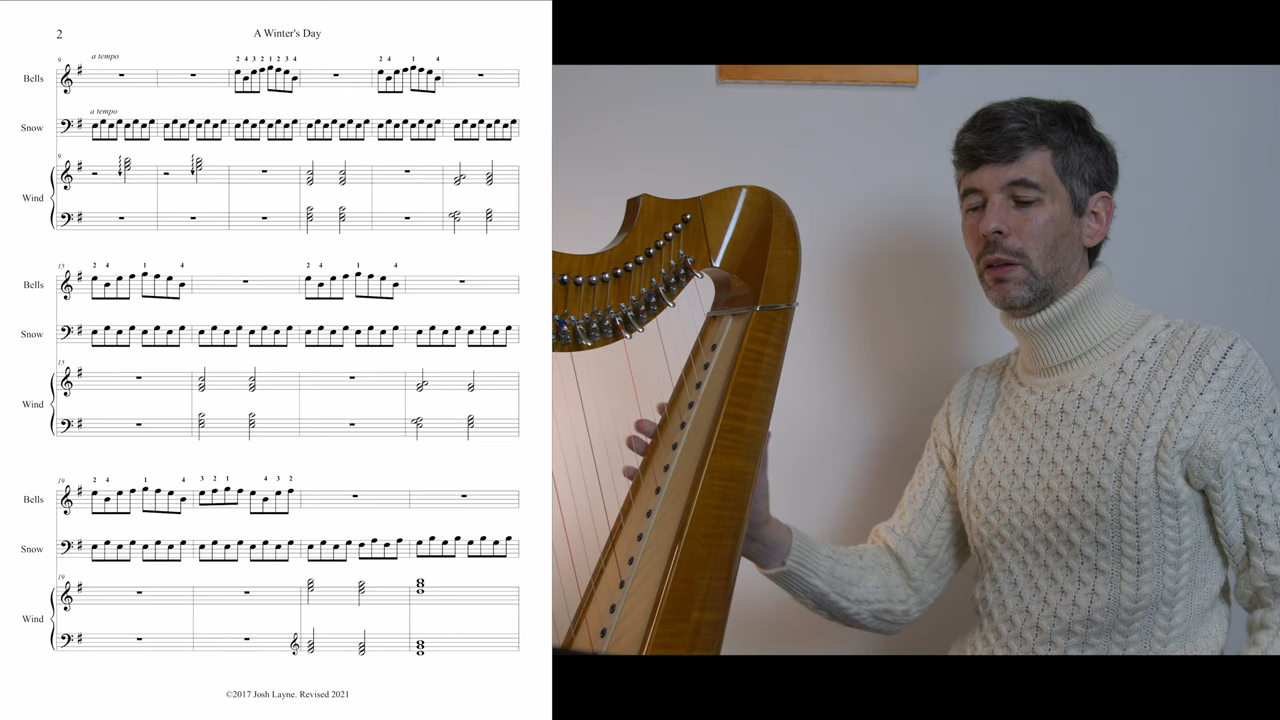 2
A Winter's Day
9
a tempo
2 4 3 2 1 2 3 4
2 4 1 4
Bells
a tempo
Snow
9
Wind
15
2 4 1 4
2 4 1 4
Bells
Snow
15
Wind
19
2 4 1 4
3 2 1 4 3 2
Bells
Snow
19
Wind
©2017 Josh Layne. Revised 2021